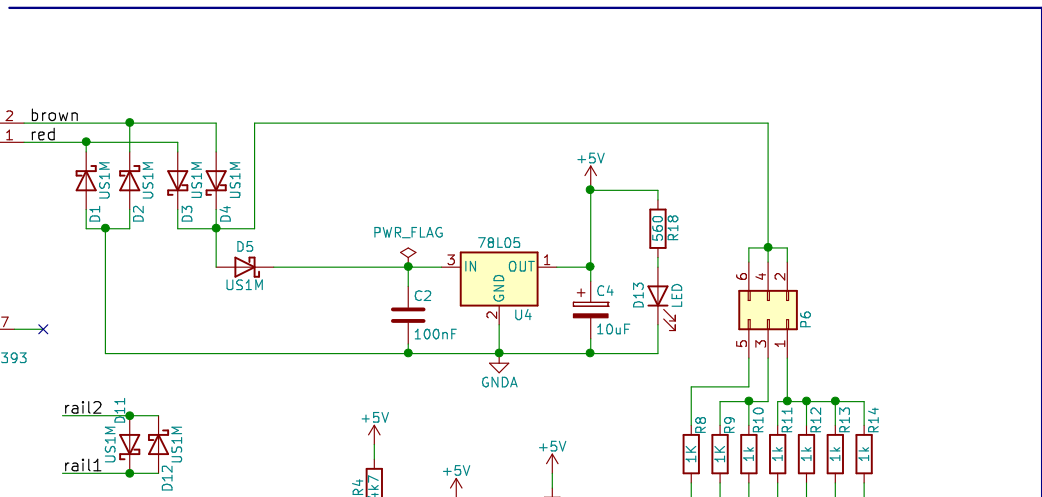 2 brown
1 red
US1M
US1M
US1M
US1M
D1
D2
D3
D4
D5
US1M
PWR_FLAG
78L05
3 IN
OUT 1
GND
2
U4
C2
100nF
+5V
+ C4
10uF
560
R18
D13
LED
GNDA
6
4
2
5
3
1
P6
7
393
rail2
D11
US1M
US1M
rail1
D12
+5V
R4
4k7
+5V
+5V
R8
R9
R10
R11
R12
R13
R14
1K
1K
1k
1k
1k
1k
1k